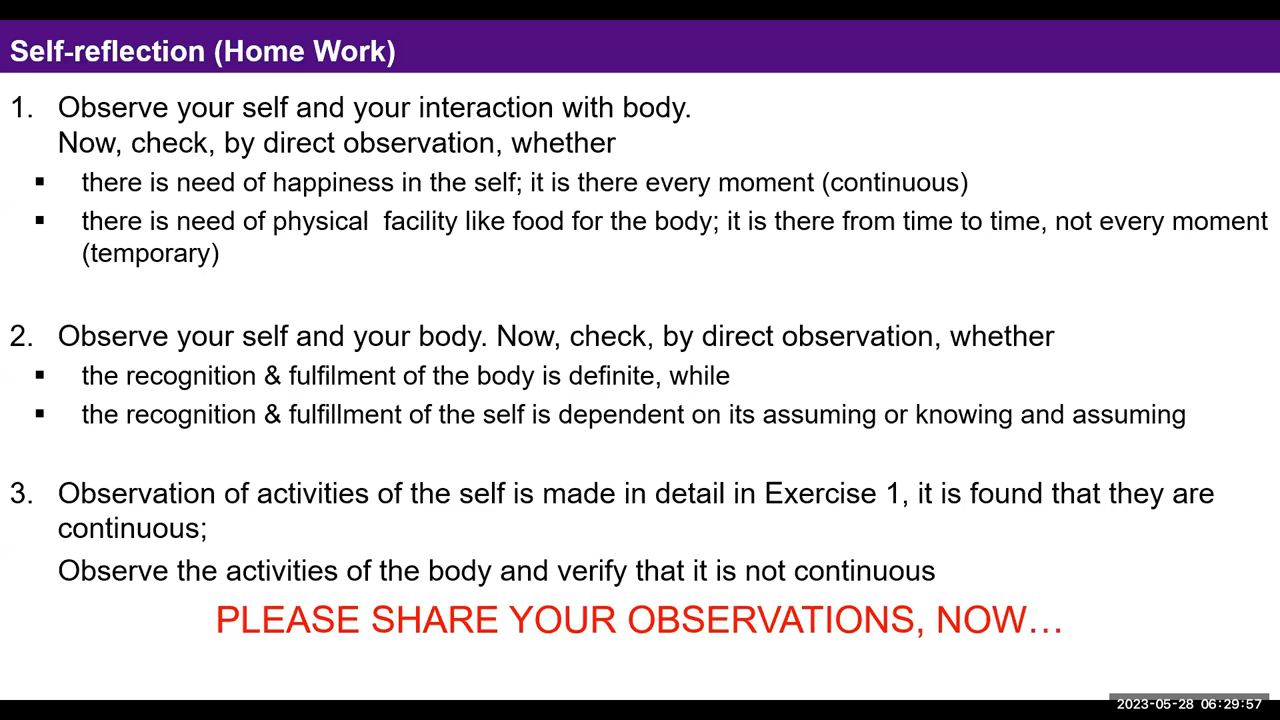 Self-reflection (Home Work)
1. Observe your self and your interaction with body.
Now, check, by direct observation, whether
▪ there is need of happiness in the self; it is there every moment (continuous)
▪ there is need of physical  facility like food for the body; it is there from time to time, not every moment
(temporary)
2. Observe your self and your body. Now, check, by direct observation, whether
▪ the recognition & fulfilment of the body is definite, while
▪ the recognition & fulfillment of the self is dependent on its assuming or knowing and assuming
3. Observation of activities of the self is made in detail in Exercise 1, it is found that they are
continuous;
Observe the activities of the body and verify that it is not continuous
PLEASE SHARE YOUR OBSERVATIONS, NOW…
2023-05-28 06:29:57